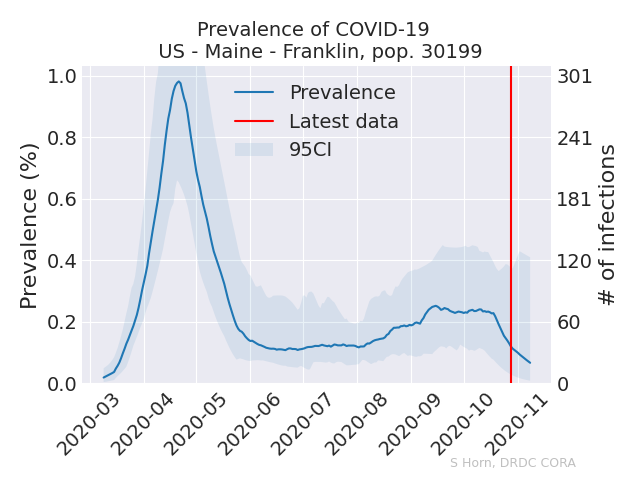 Prevalence of COVID-19
US - Maine - Franklin, pop. 30199
Prevalence
Latest data
95CI
Prevalence (%)
1.0
0.8
0.6
0.4
0.2
0.0
301
241
181
120
60
0
# of infections
2020-03
2020-04
2020-05
2020-06
2020-07
2020-08
2020-09
2020-10
2020-11
S Horn, DRDC CORA